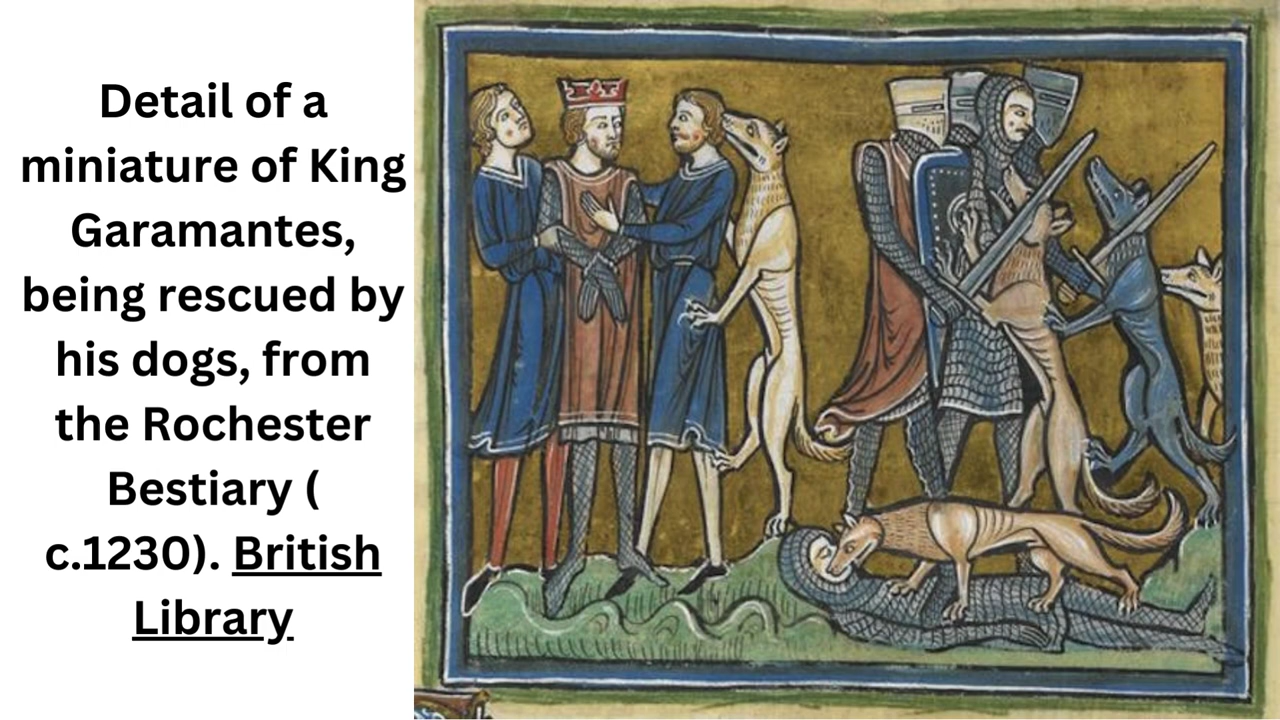 Detail of a
miniature of King
Garamantes,
being rescued by
his dogs, from
the Rochester
Bestiary (
c.1230). British
Library